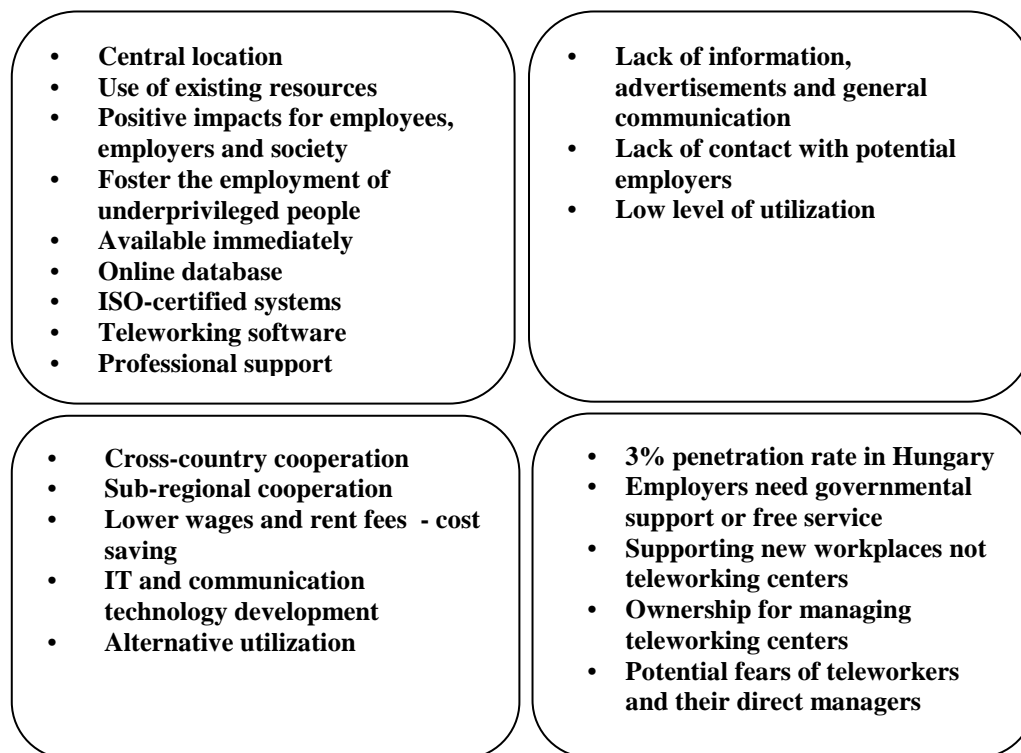 • Central location
• Use of existing resources
• Positive impacts for employees,
employers and society
• Foster the employment of
underprivileged people
• Available immediately
• Online database
• ISO-certified systems
• Teleworking software
• Professional support
• Lack of information,
advertisements and general
communication
• Lack of contact with potential
employers
• Low level of utilization
• Cross-country cooperation
• Sub-regional cooperation
• Lower wages and rent fees - cost
saving
• IT and communication
technology development
• Alternative utilization
• 3% penetration rate in Hungary
• Employers need governmental
support or free service
• Supporting new workplaces not
teleworking centers
• Ownership for managing
teleworking centers
• Potential fears of teleworkers
and their direct managers